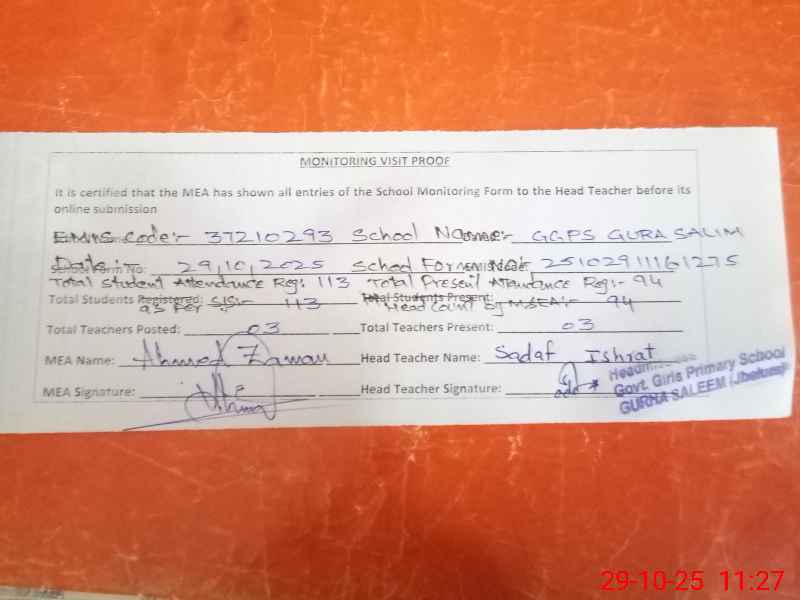 MONITORING VISIT PROOF
It is certified that the MEA has shown all entries of the School Monitoring Form to the Head Teacher before its
online submission
EMIS Code:- 37210293 School Name:- GGPS GURA SALIM
Date:- 29,10,2025 School Form No: 25102911161275
Total Student Attendance Reg: 113 Total Present Attendance Reg:- 94
Total Students Registered: as per SIS:- 113 Total Students Present: Head Count by MEA:- 94
Total Teachers Posted: 03 Total Teachers Present: 03
MEA Name: Ahmed Zaman Head Teacher Name: Sadaf Ishrat
MEA Signature: Head Teacher Signature:
Govt. Girls Primary School
GURHA SALEEM (Jhelum)
29-10-25 11:27